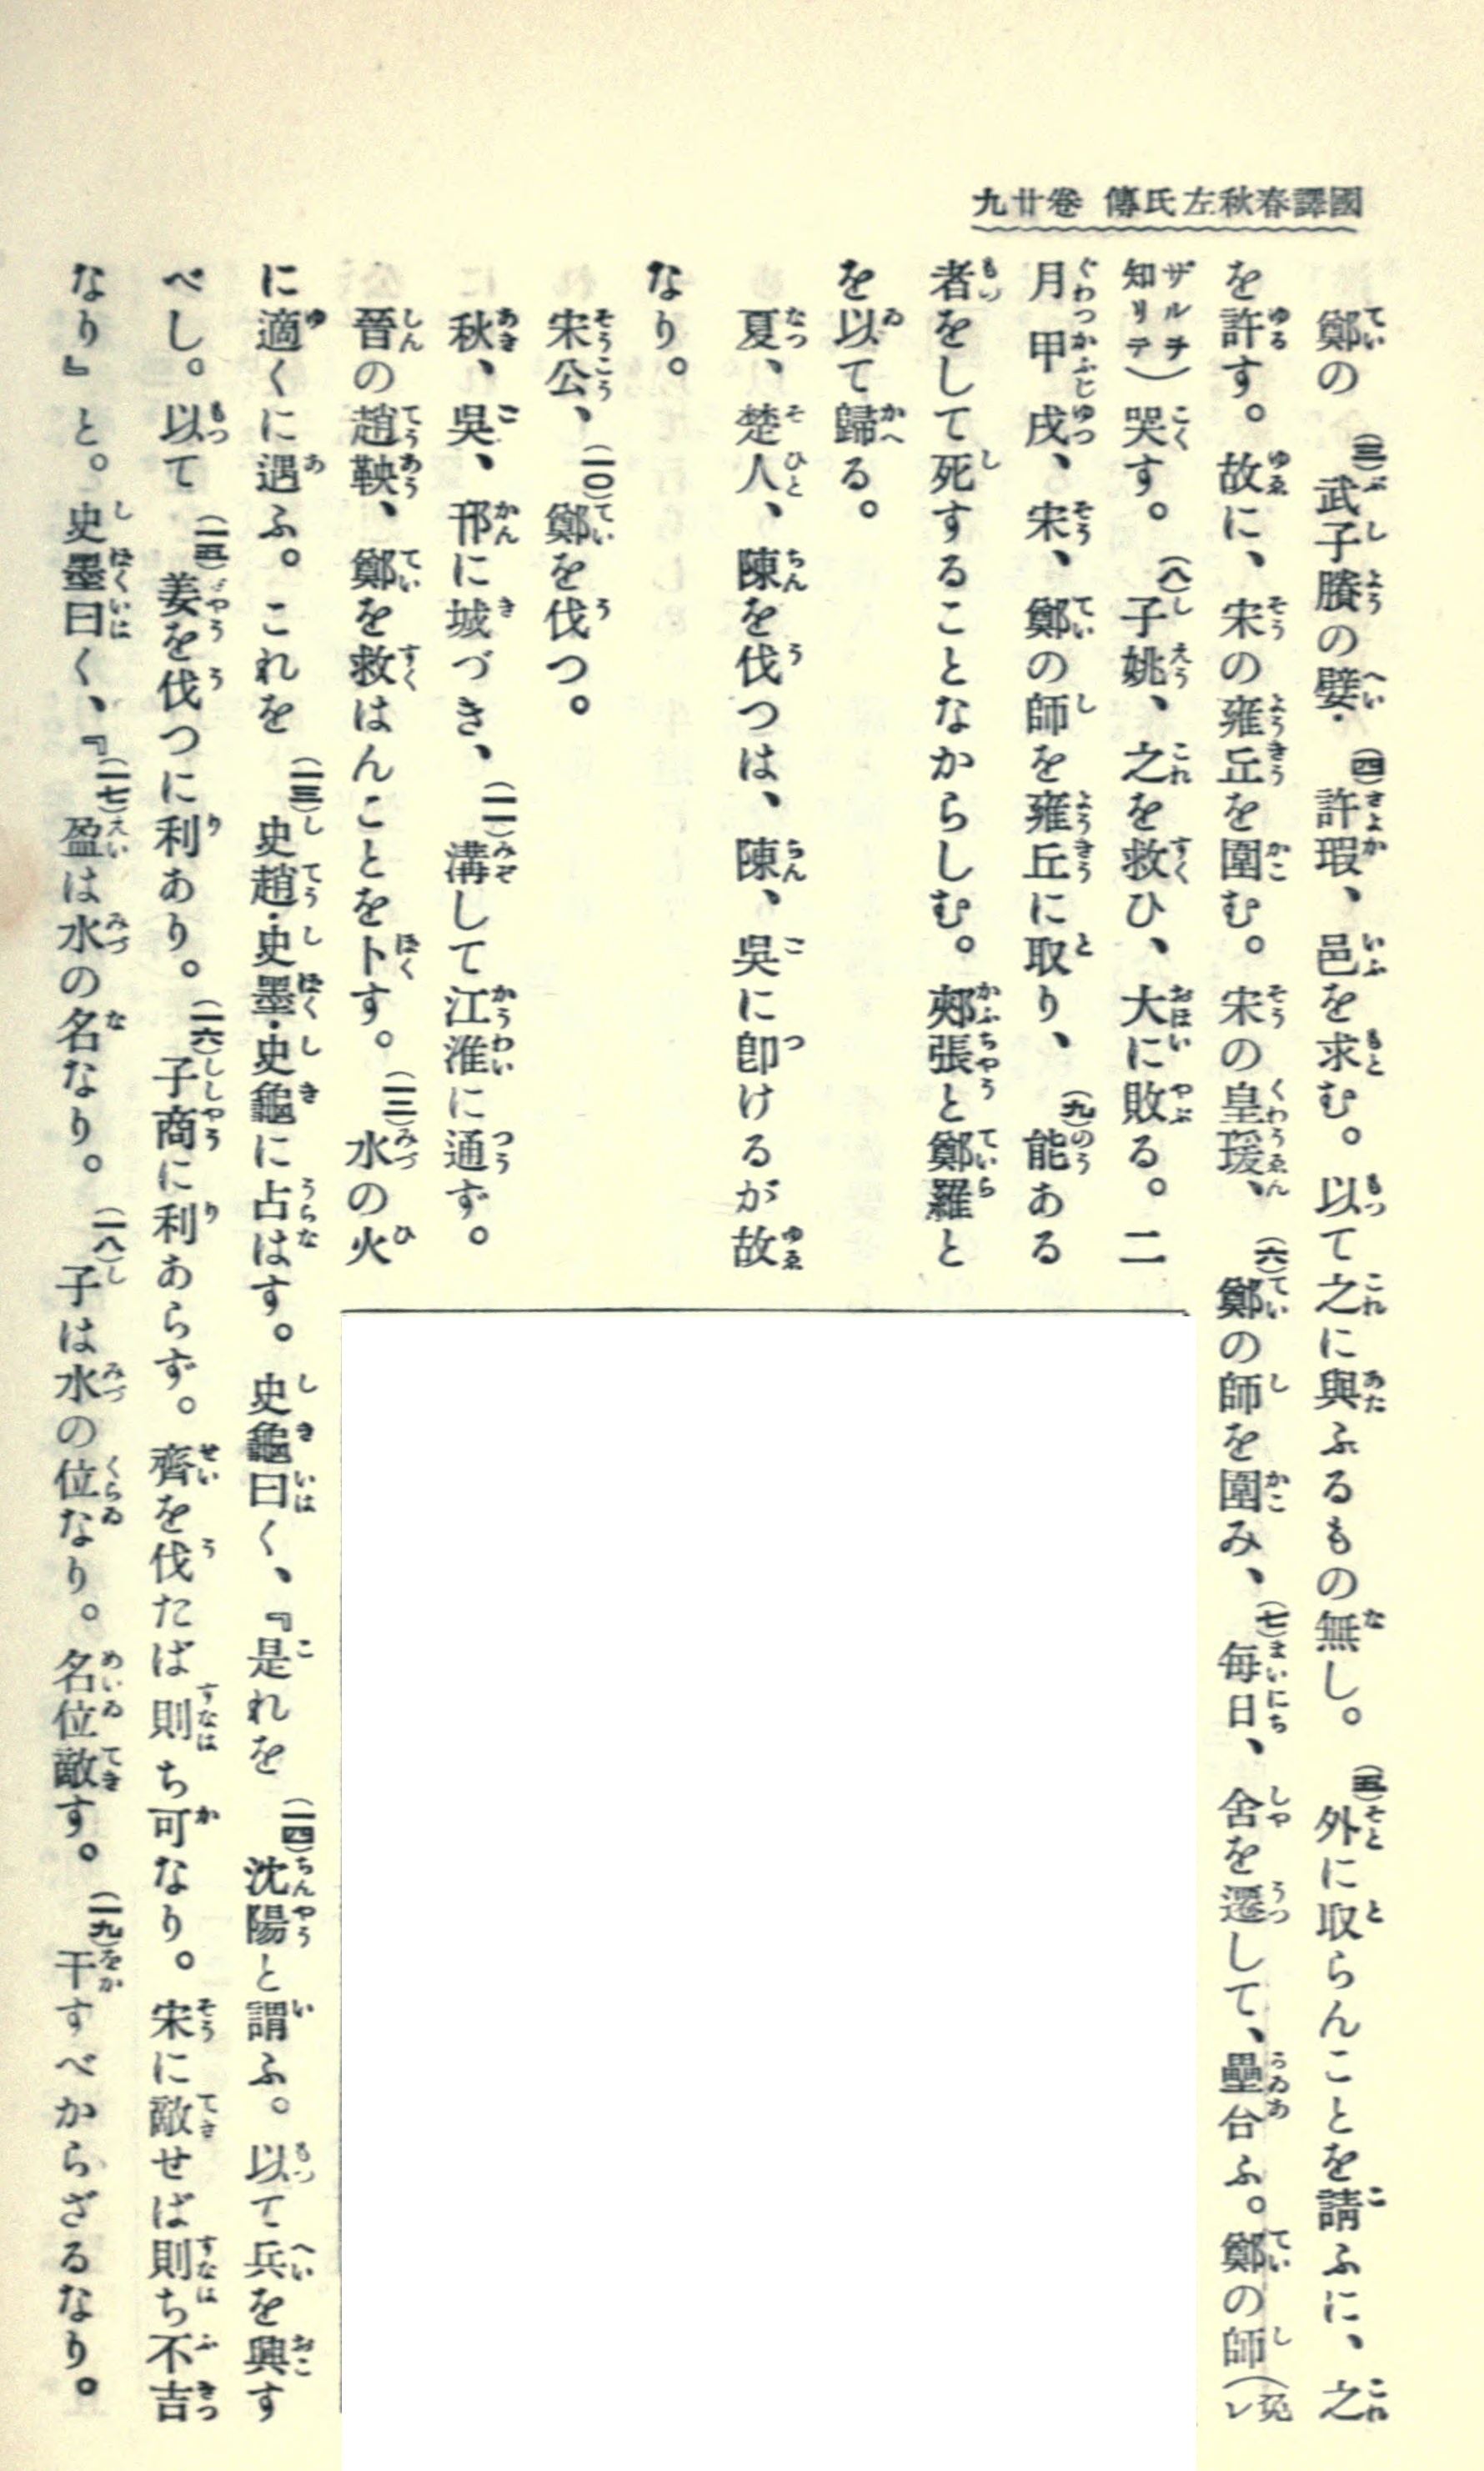 國譯春秋左氏傳 卷廿九
鄭の(三)武子賸の嬖・(四)許瑕、邑を求む。以て之に與ふるもの無し。(五)外に取らんことを請ふに、之
を許す。故に、宋の雍丘を圍む。宋の皇瑗、(六)鄭の師を圍み、(七)每日、舍を遷して、壘合ふ。鄭の師(免レ
ザルヲ知リテ)哭す。(八)子姚、之を救ひ、大に敗る。二
月甲戌、宋、鄭の師を雍丘に取り、(九)能ある
者をして死することなからしむ。郟張と鄭羅と
を以て歸る。
夏、楚人、陳を伐つは、陳、吳に卽けるが故
なり。
宋公、(一〇)鄭を伐つ。
秋、吳、邗に城づき、(一一)溝して江淮に通ず。
晉の趙鞅、鄭を救はんことを卜す。(一二)水の火
に適くに遇ふ。これを(一三)史趙・史墨・史龜に占はす。史龜曰く、『是れを(一四)沈陽と謂ふ。以て兵を興す
べし。以て(一五)姜を伐つに利あり。(一六)子商に利あらず。齊を伐たば則ち可なり。宋に敵せば則ち不吉
なり』と。史墨曰く、『(一七)盈は水の名なり。(一八)子は水の位なり。名位敵す。(一九)干すべからざるなり。